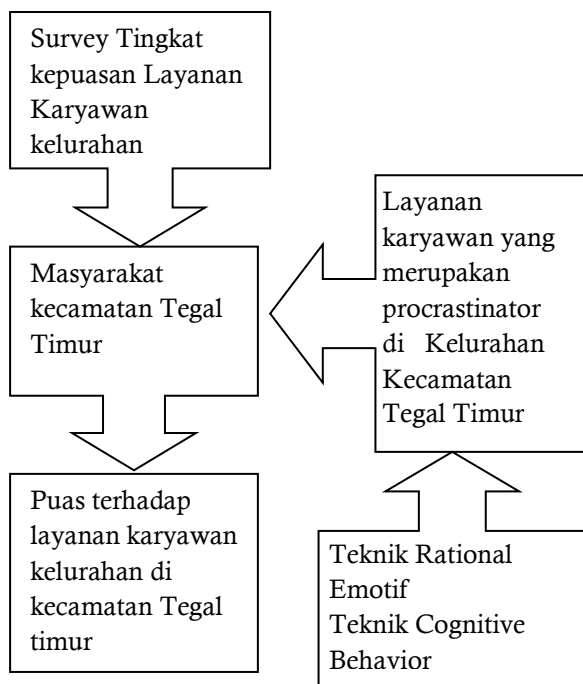 Survey Tingkat
kepuasan Layanan
Karyawan
kelurahan
Masyarakat
kecamatan Tegal
Timur
Puas terhadap
layanan karyawan
kelurahan di
kecamatan Tegal
timur
Layanan
karyawan yang
merupakan
procrastinator
di Kelurahan
Kecamatan
Tegal Timur
Teknik Rational
Emotif
Teknik Cognitive
Behavior